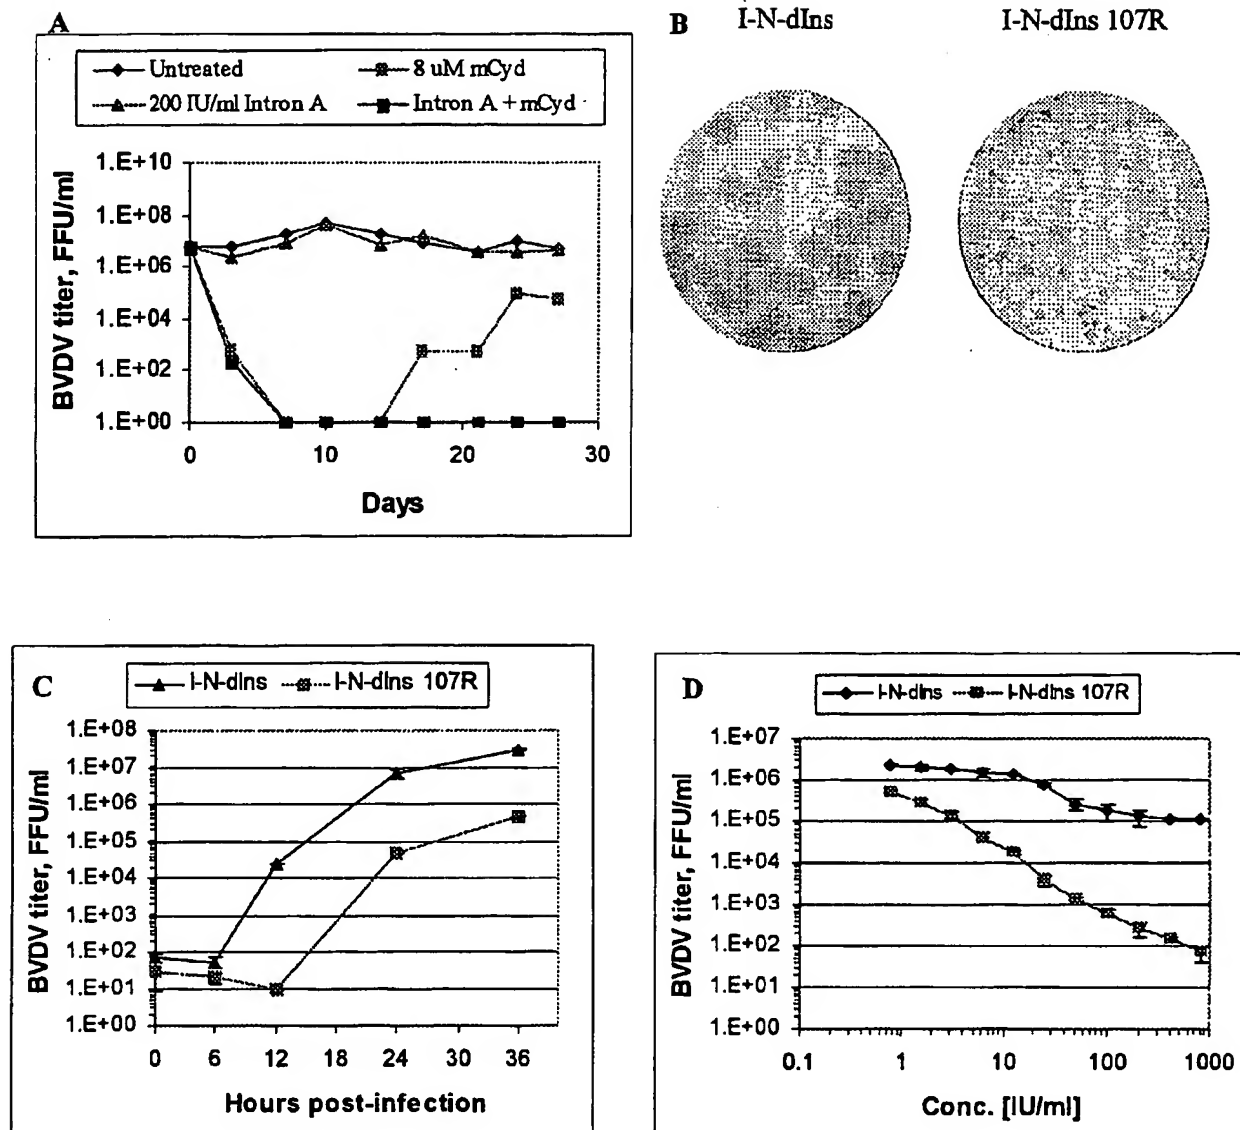 A
Untreated
8 uM mCyd
200 IU/ml Intron A
Intron A + mCyd
BVDV titer, FFU/ml
1.E+10
1.E+08
1.E+06
1.E+04
1.E+02
1.E+00
0 10 20 30
Days
B
I-N-dIns
I-N-dIns 107R
C
I-N-dIns
I-N-dIns 107R
BVDV titer, FFU/ml
1.E+08
1.E+07
1.E+06
1.E+05
1.E+04
1.E+03
1.E+02
1.E+01
1.E+00
0 6 12 18 24 30 36
Hours post-infection
D
I-N-dIns
I-N-dIns 107R
BVDV titer, FFU/ml
1.E+07
1.E+06
1.E+05
1.E+04
1.E+03
1.E+02
1.E+01
1.E+00
0.1 1 10 100 1000
Conc. [IU/ml]